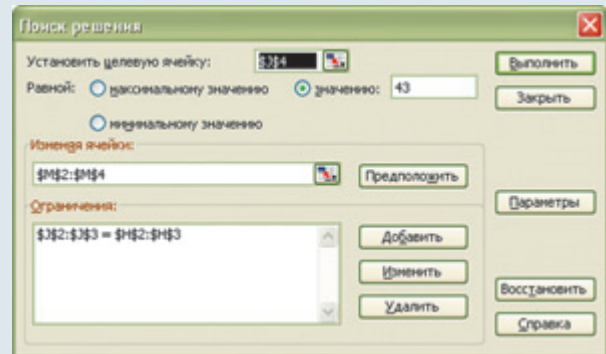 Поиск решения
Установить целевую ячейку: $J$4 Выполнить
Равной: максимальному значению значению: 43 Закрыть
минимальному значению
Изменяя ячейки:
$M$2:$M$4 Предположить
Ограничения: Параметры
$J$2:$J$3 = $H$2:$H$3 Добавить
Изменить
Удалить Восстановить
Справка